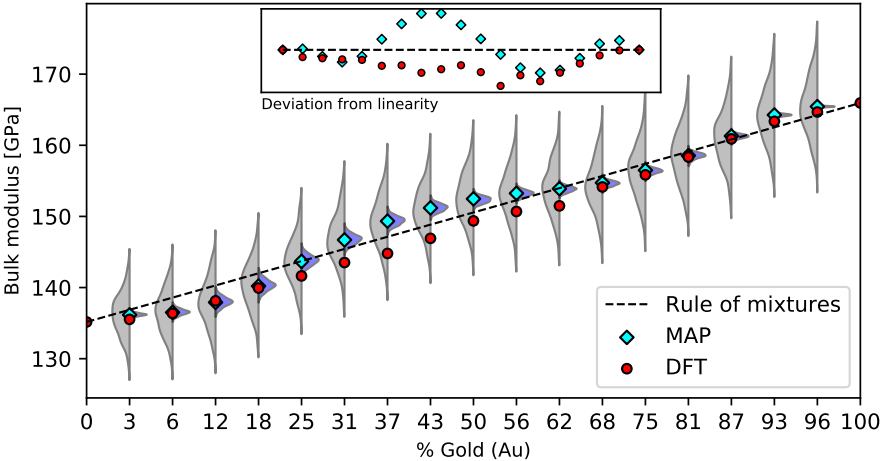 Deviation from linearity
Bulk modulus [GPa]
170
160
150
140
130
Rule of mixtures
MAP
DFT
0 3 6 12 18 25 31 37 43 50 56 62 68 75 81 87 93 96 100
% Gold (Au)